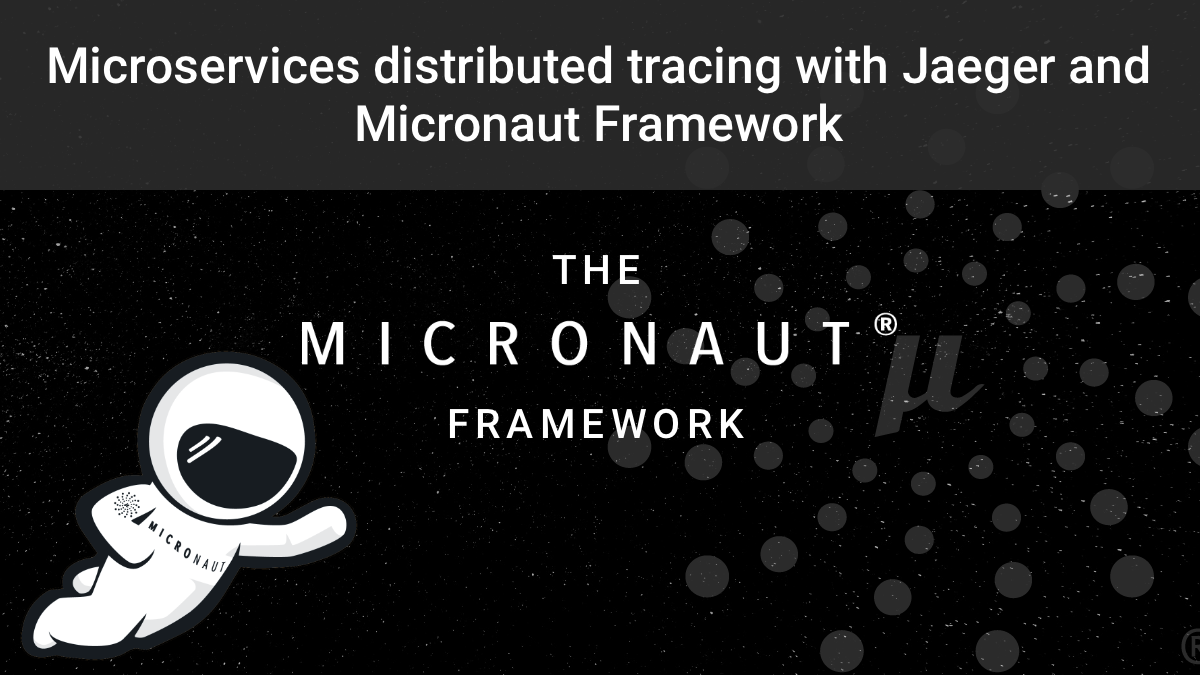 Microservices distributed tracing with Jaeger and
Micronaut Framework
THE
MICRONAUT®
μ
FRAMEWORK
MICRONAUT
®